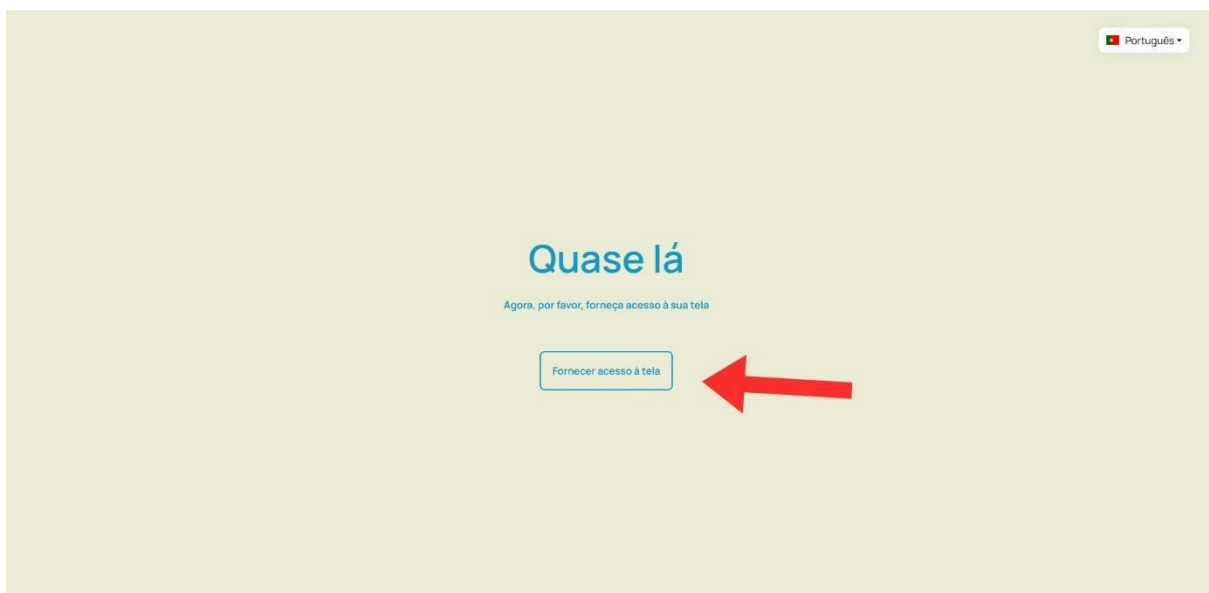 Português
Quase lá
Agora, por favor, forneça acesso à sua tela
Fornecer acesso à tela